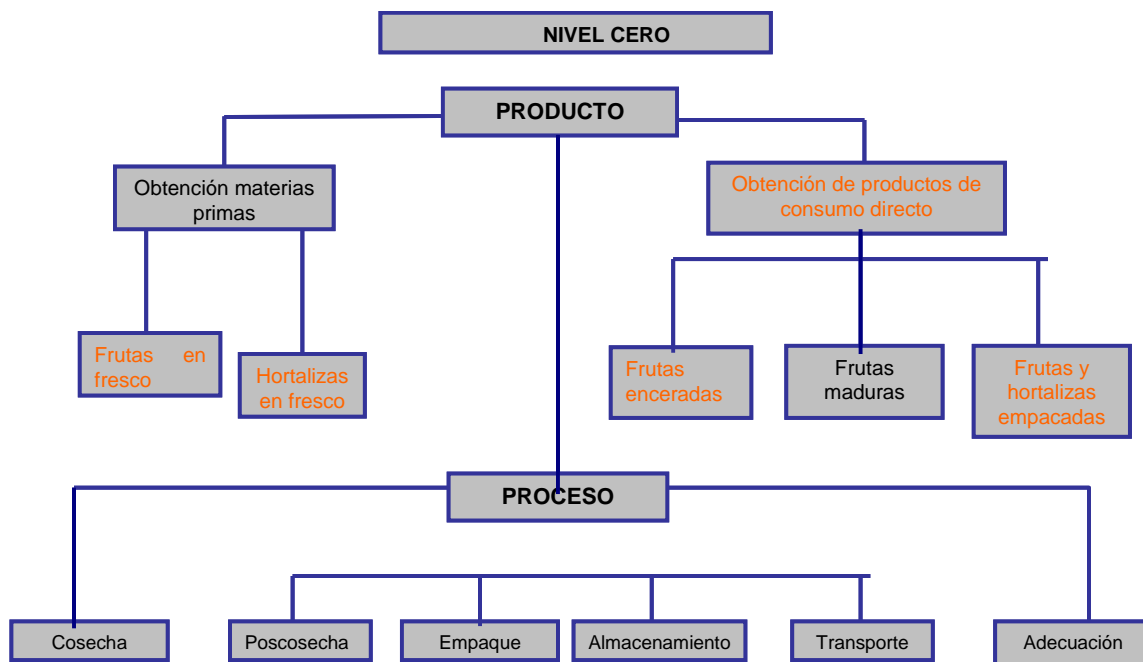 NIVEL CERO
PRODUCTO
Obtención materias
primas
Obtención de productos de
consumo directo
Frutas en
fresco
Hortalizas
en fresco
Frutas
enceradas
Frutas
maduras
Frutas y
hortalizas
empacadas
PROCESO
Cosecha
Poscosecha
Empaque
Almacenamiento
Transporte
Adecuación